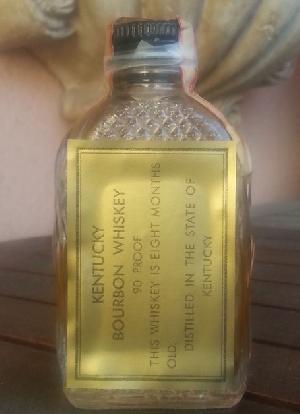 KENTUCKY
BOURBON WHISKEY
90 PROOF
THIS WHISKEY IS EIGHT MONTHS
OLD.
DISTILLED IN THE STATE OF
KENTUCKY